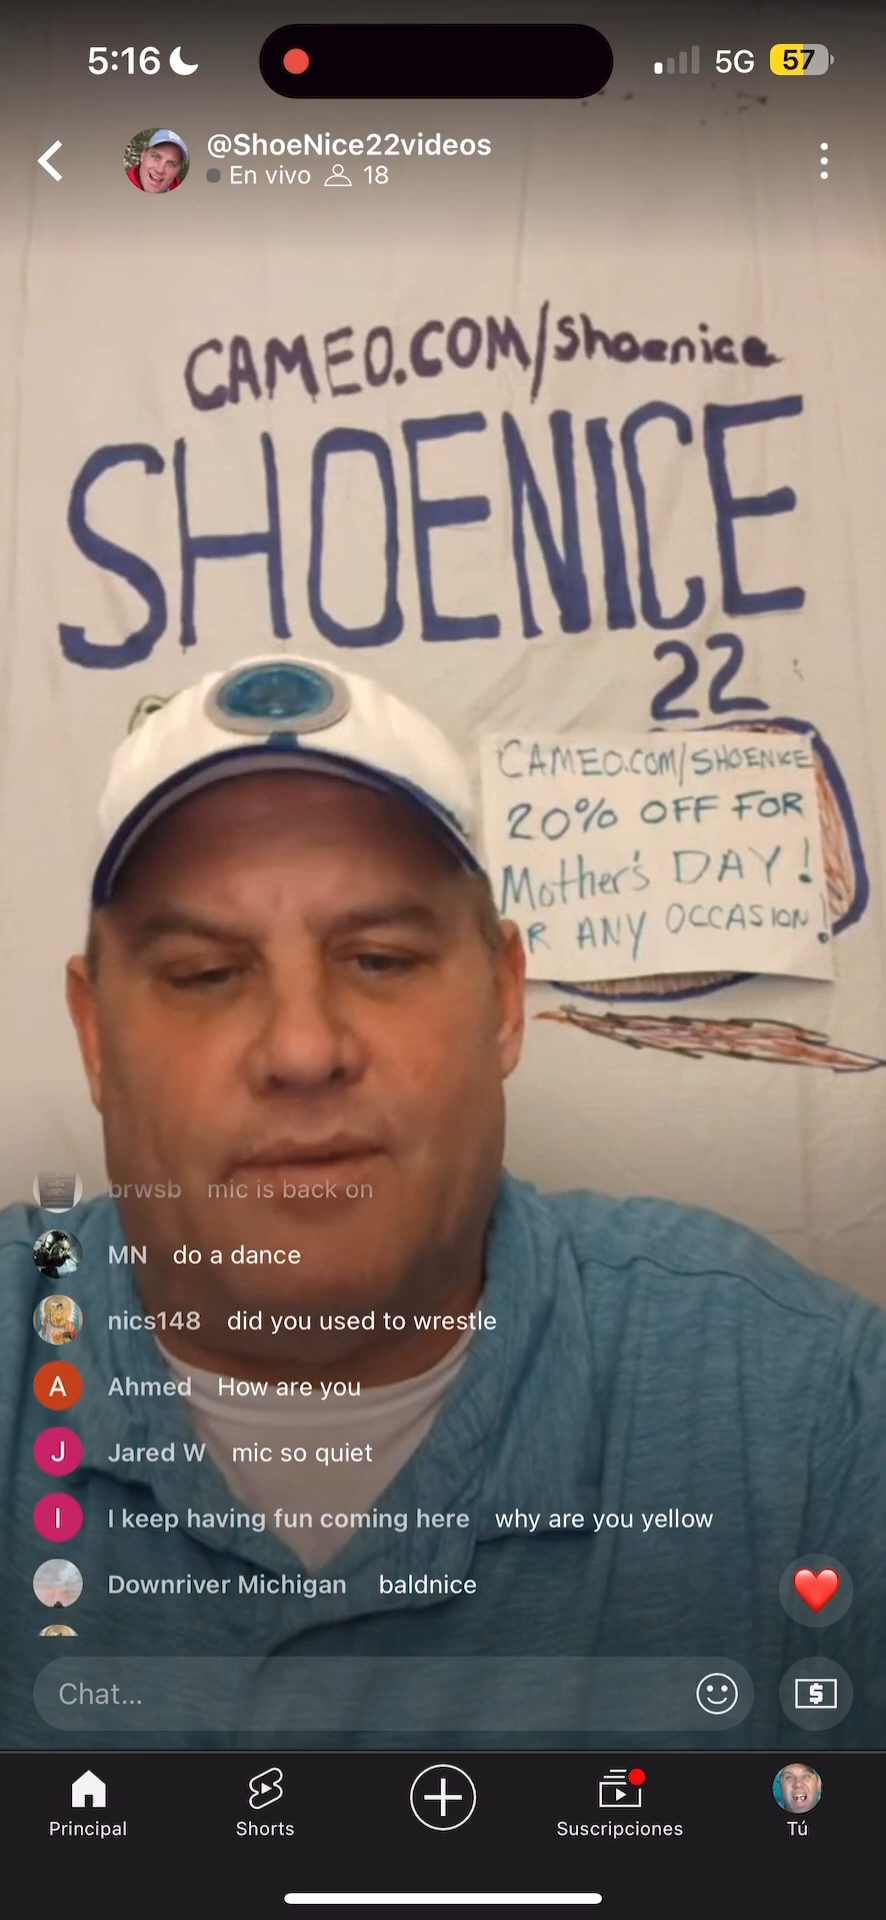 5:16
5G
57
@ShoeNice22videos
En vivo 18
CAMEO.COM/shoenice
SHOENICE
22
CAMEO.COM/SHOENICE
20% OFF FOR
Mother's DAY!
R ANY OCCASION!
brwsb mic is back on
MN do a dance
nics148 did you used to wrestle
A Ahmed How are you
J Jared W mic so quiet
I I keep having fun coming here why are you yellow
Downriver Michigan baldnice
Chat...
Principal
Shorts
Suscripciones
Tú